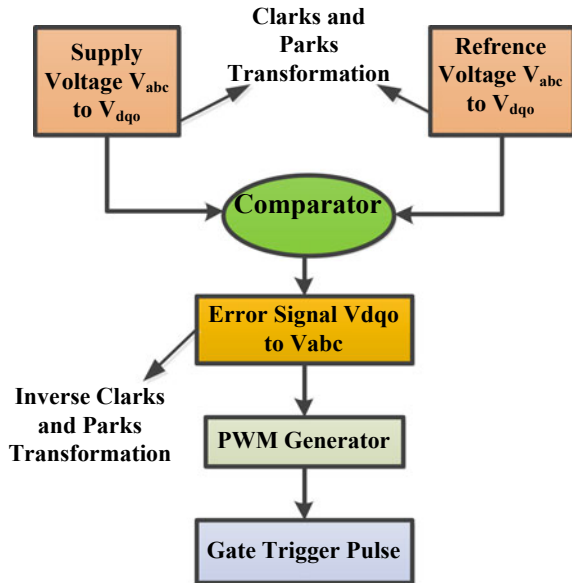 Clarks and
Parks
Transformation
Supply
Voltage Vabc
to Vdqo
Refrence
Voltage Vabc
to Vdqo
Comparator
Error Signal Vdqo
to Vabc
Inverse Clarks
and Parks
Transformation
PWM Generator
Gate Trigger Pulse